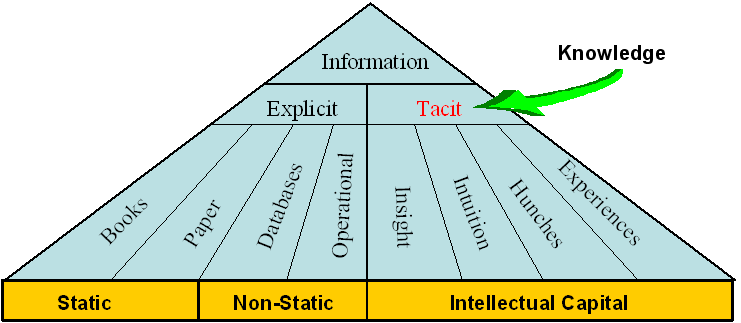 Knowledge
Information
Explicit
Tacit
Books
Paper
Databases
Operational
Insight
Intuition
Hunches
Experiences
Static
Non-Static
Intellectual Capital